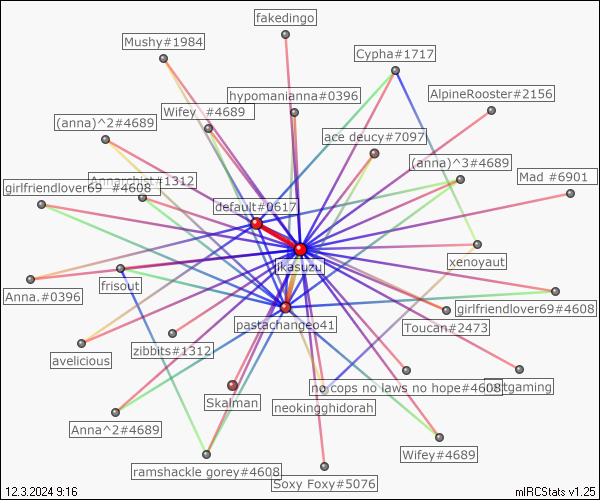 fakedingo
Mushy#1984
Cypha#1717
hypomanianna#0396
AlpineRooster#2156
Wifey_#4689
(anna)^2#4689
ace deucy#7097
(anna)^3#4689
Annarchist#1312
Mad #6901
girlfriendlover69_#4608
default#0617
jkasuzu
xenoyaut
frisout
Anna.#0396
girlfriendlover69#4608
pastachangeo41
Toucan#2473
zibbits#1312
avelicious
no cops no laws no hope#4608
Skalman
neokingghidorah
Anna^2#4689
Wifey#4689
ramshackle gorey#4608
Soxy Foxy#5076
12.3.2024 9:16
mIRCStats v1.25